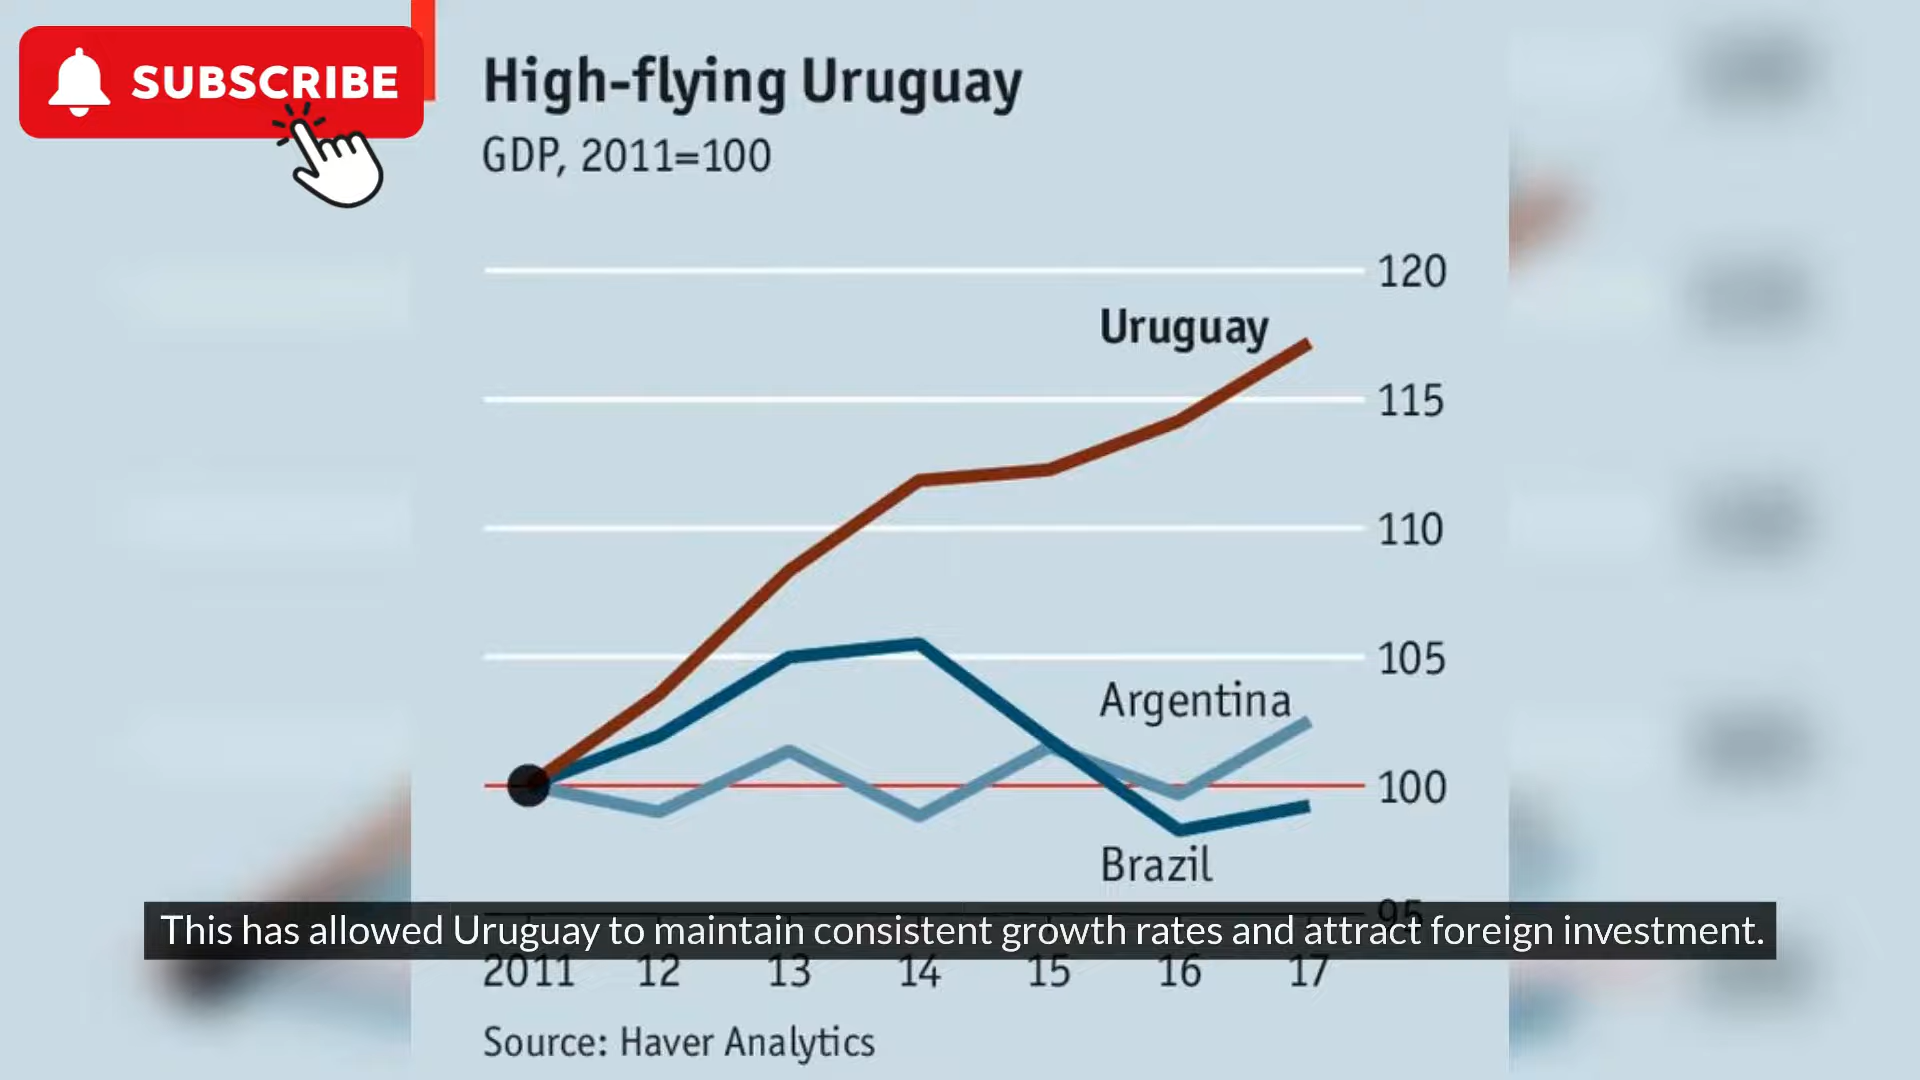 SUBSCRIBE
High-flying Uruguay
GDP, 2011=100
120
Uruguay
115
110
105
Argentina
100
Brazil
95
This has allowed Uruguay to maintain consistent growth rates and attract foreign investment.
2011 12 13 14 15 16 17
Source: Haver Analytics